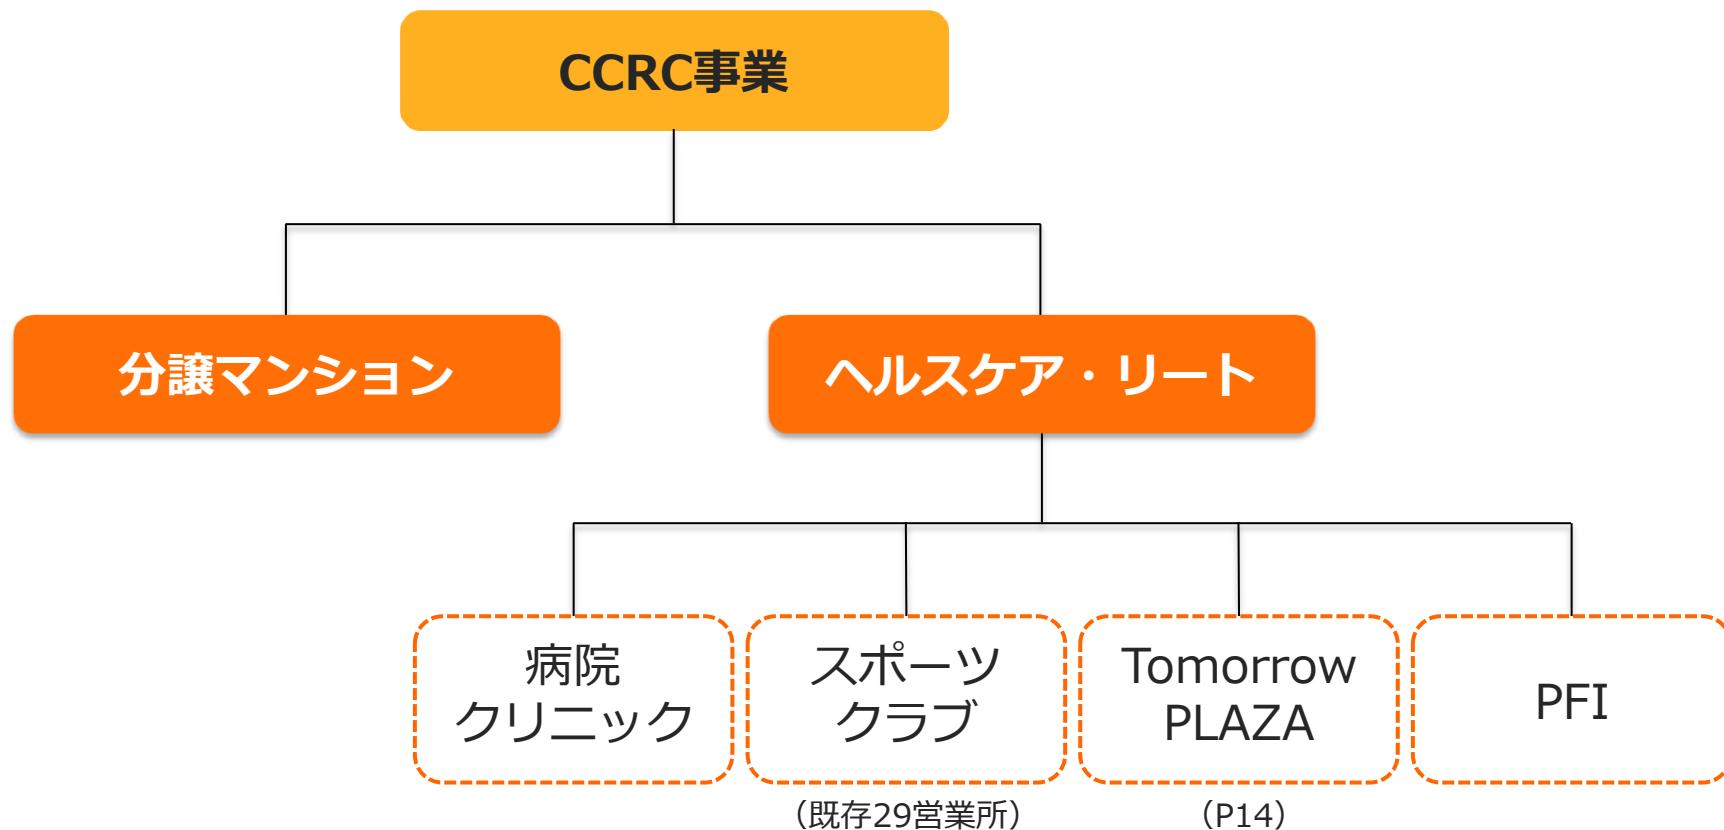 CCRC事業
分譲マンション
ヘルスケア・リート
病院
クリニック
スポーツ
クラブ
Tomorrow
PLAZA
PFI
（既存29営業所）
（P14）